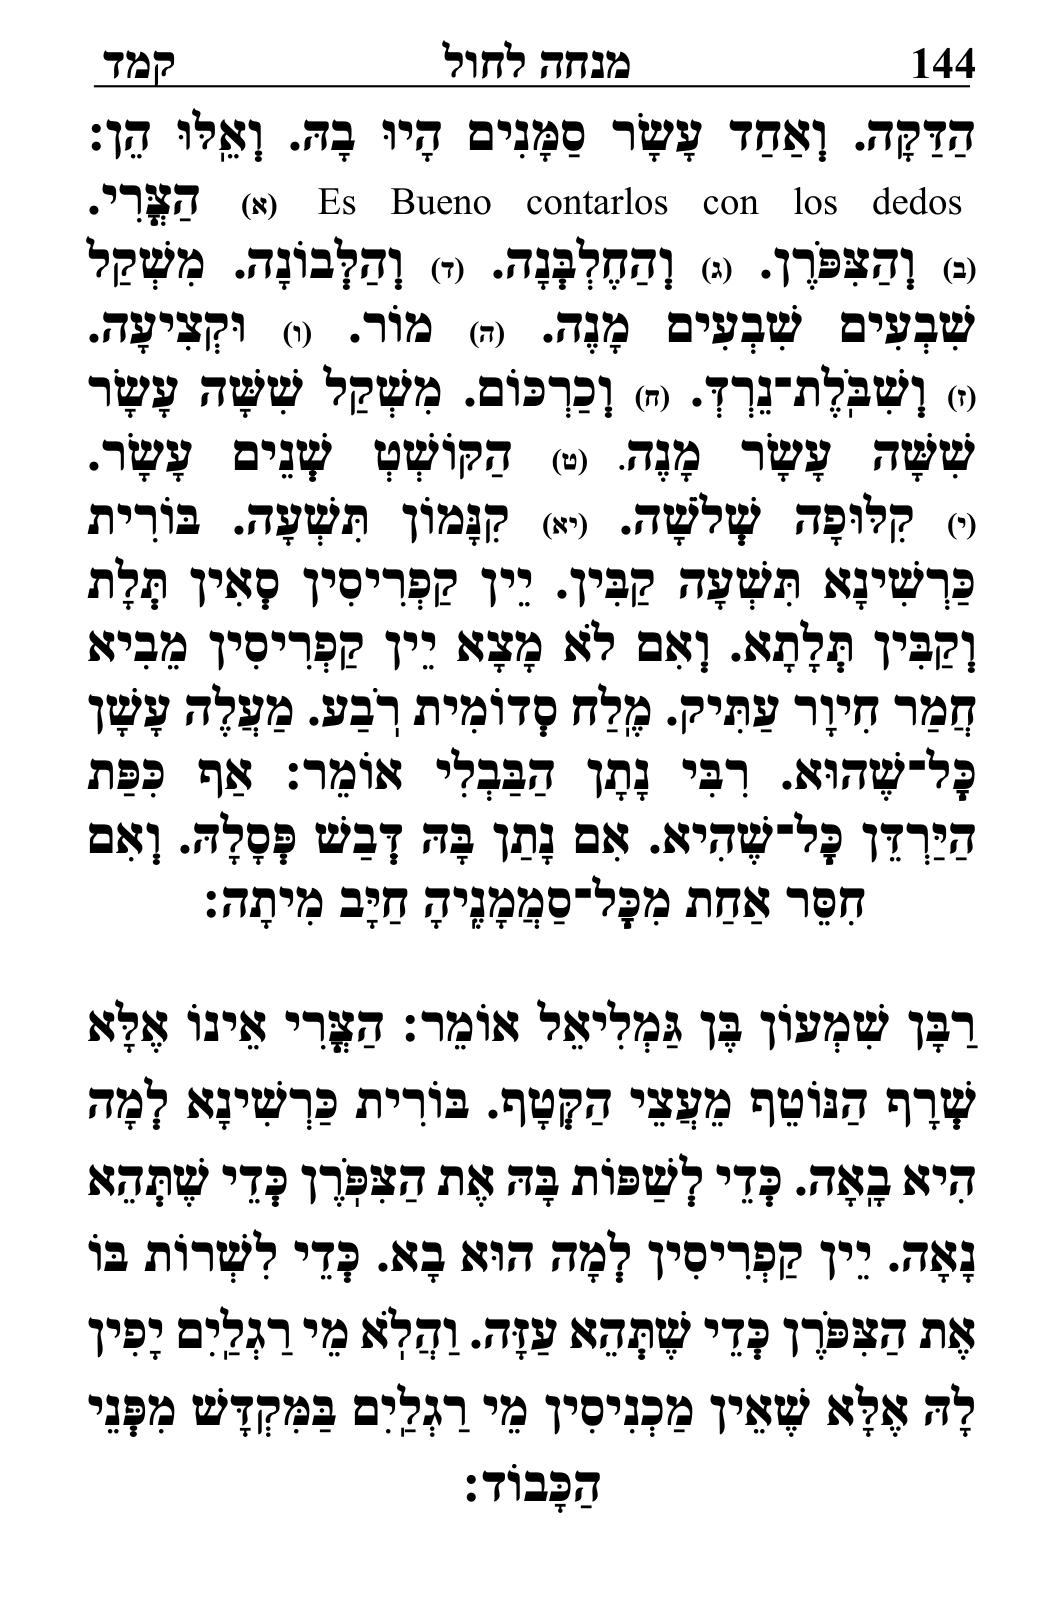 144 מנחה לחול קמד
הַדַּקָּה. וְאַחַד עָשָׂר סַמָּנִים הָיוּ בָהּ. וְאֵלּוּ הֵן:
Es Bueno contarlos con los dedos (א) הַצֳּרִי.
(ב) וְהַצִּפֹּרֶן. (ג) וְהַחֶלְבְּנָה. (ד) וְהַלְּבוֹנָה. מִשְׁקַל
שִׁבְעִים שִׁבְעִים מָנֶה. (ה) מוֹר. (ו) וּקְצִיעָה.
(ז) וְשִׁבֹּלֶת־נֵרְדְּ. (ח) וְכַרְכּוֹם. מִשְׁקַל שִׁשָּׁה עָשָׂר
שִׁשָּׁה עָשָׂר מָנֶה. (ט) הַקּוֹשְׁטְ שְׁנֵים עָשָׂר.
(י) קִלּוּפָה שְׁלֹשָׁה. (יא) קִנָּמוֹן תִּשְׁעָה. בּוֹרִית
כַּרְשִׁינָא תִּשְׁעָה קַבִּין. יֵין קַפְרִיסִין סְאִין תְּלָת
וְקַבִּין תְּלָתָא. וְאִם לֹא מָצָא יֵין קַפְרִיסִין מֵבִיא
חֲמַר חִיוָר עַתִּיק. מֶלַח סְדוֹמִית רֹבַע. מַעֲלֶה עָשָׁן
כָּל־שֶׁהוּא. רִבִּי נָתָן הַבַּבְלִי אוֹמֵר: אַף כִּפַּת
הַיַּרְדֵּן כָּל־שֶׁהִיא. אִם נָתַן בָּהּ דְּבַשׁ פְּסָלָהּ. וְאִם
חִסֵּר אַחַת מִכָּל־סַמֲמָנֶיהָ חַיָּב מִיתָה:
רַבָּן שִׁמְעוֹן בֶּן גַּמְלִיאֵל אוֹמֵר: הַצֳּרִי אֵינוֹ אֶלָּא
שְׁרָף הַנּוֹטֵף מֵעֲצֵי הַקְּטָף. בּוֹרִית כַּרְשִׁינָא לְמָה
הִיא בָאָה. כְּדֵי לְשַׁפּוֹת בָּהּ אֶת הַצִּפֹּרֶן כְּדֵי שֶׁתְּהֵא
נָאָה. יֵין קַפְרִיסִין לְמָה הוּא בָא. כְּדֵי לִשְׁרוֹת בּוֹ
אֶת הַצִּפֹּרֶן כְּדֵי שֶׁתְּהֵא עַזָּה. וַהֲלֹא מֵי רַגְלַיִם יָפִין
לָהּ אֶלָּא שֶׁאֵין מַכְנִיסִין מֵי רַגְלַיִם בַּמִּקְדָּשׁ מִפְּנֵי
הַכָּבוֹד: